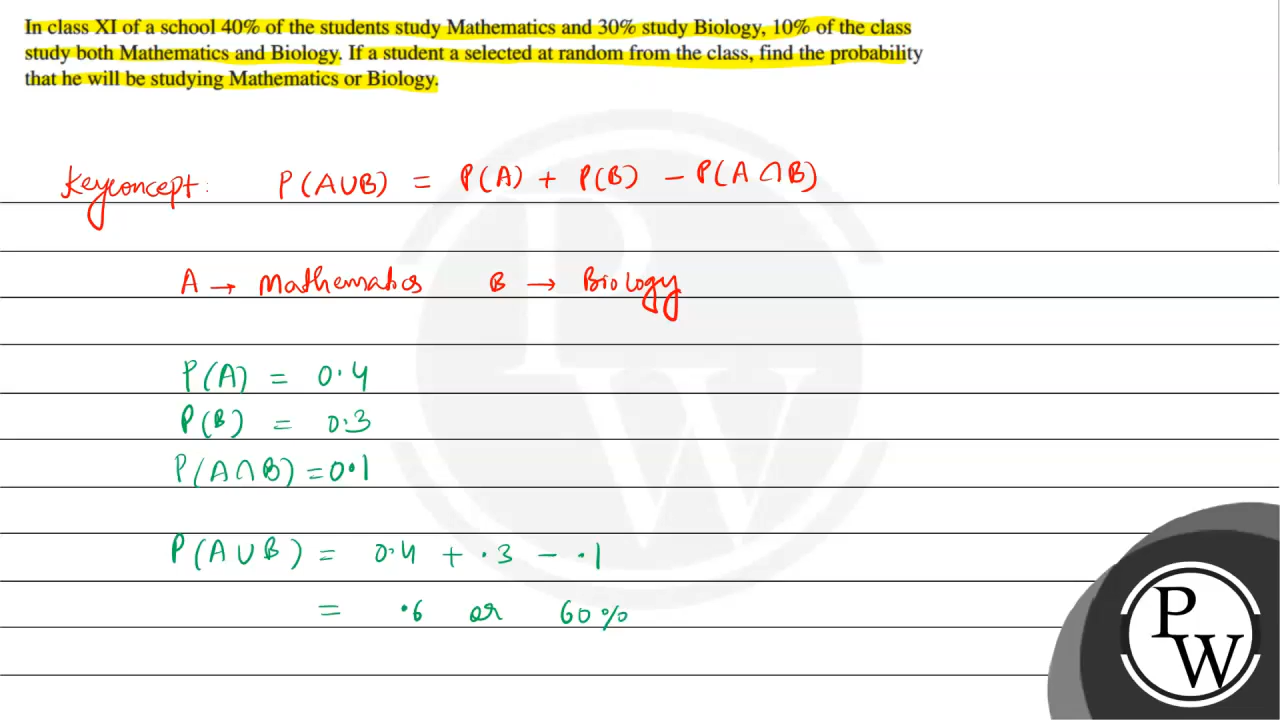 In class XI of a school 40% of the students study Mathematics and 30% study Biology, 10% of the class
study both Mathematics and Biology. If a student a selected at random from the class, find the probability
that he will be studying Mathematics or Biology.
Keyconcept: P(A∪B) = P(A) + P(B) - P(A∩B)
A → Mathematics B → Biology
P(A) = 0.4
P(B) = 0.3
P(A∩B) = 0.1
P(A∪B) = 0.4 + .3 - .1
= .6 or 60%
P
W
PW